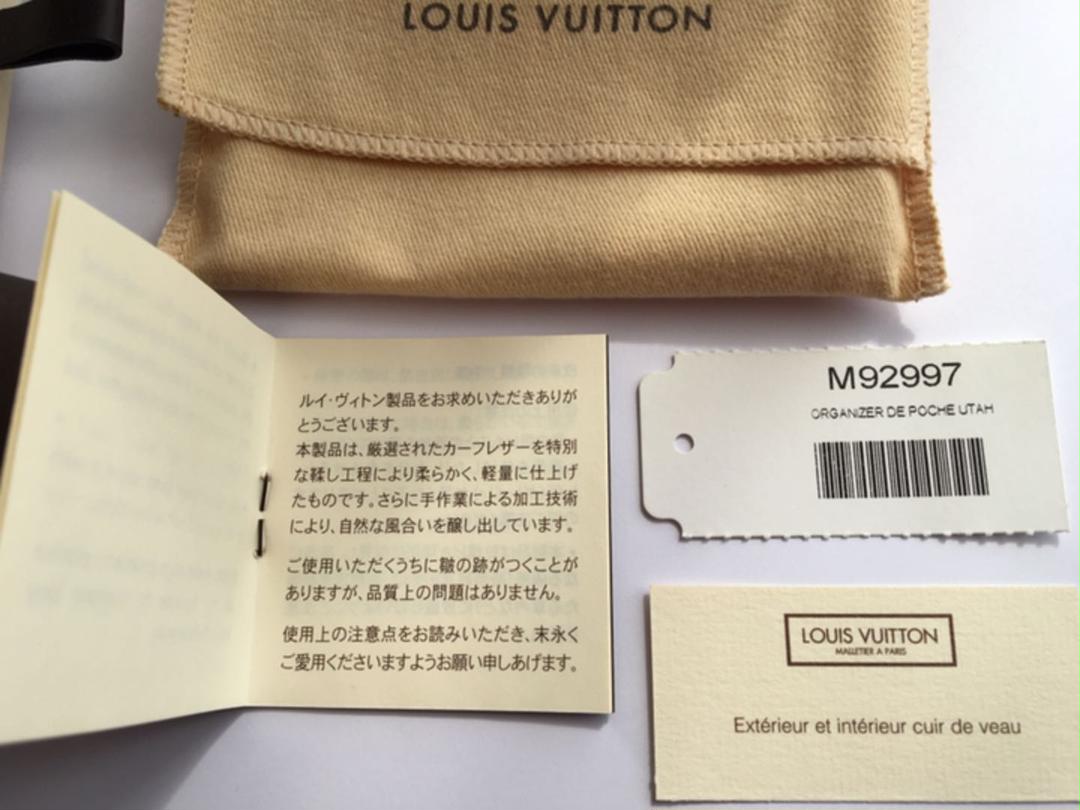 LOUIS VUITTON
ルイ・ヴィトン製品をお求めいただきありが
とうございます。
本製品は、厳選されたカーフレザーを特別
な鞣し工程により柔らかく、軽量に仕上げ
たものです。さらに手作業による加工技術
により、自然な風合いを醸し出しています。
ご使用いただくうちに皺の跡がつくことが
ありますが、品質上の問題はありません。
使用上の注意点をお読みいただき、末永く
ご愛用くださいますようお願い申しあげます。
M92997
ORGANIZER DE POCHE UTAH
LOUIS VUITTON
MALLETIER A PARIS
Extérieur et intérieur cuir de veau